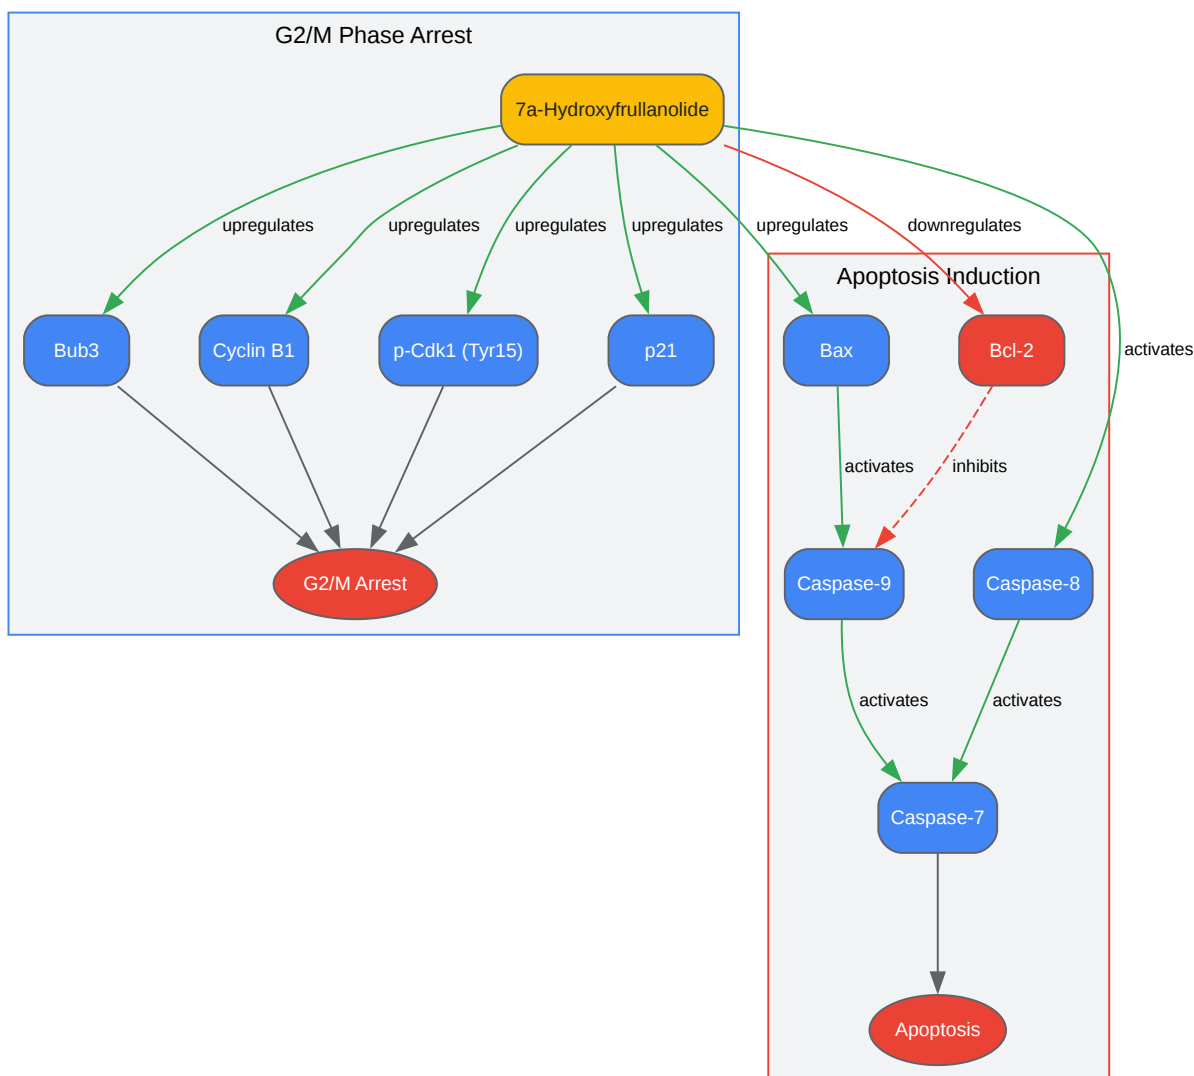 G2/M Phase Arrest
7a-Hydroxyfrullanolide
upregulates
upregulates
upregulates
upregulates
upregulates
downregulates
Apoptosis Induction
Bub3
Cyclin B1
p-Cdk1 (Tyr15)
p21
Bax
Bcl-2
activates
activates
inhibits
G2/M Arrest
Caspase-9
Caspase-8
activates
activates
Caspase-7
Apoptosis